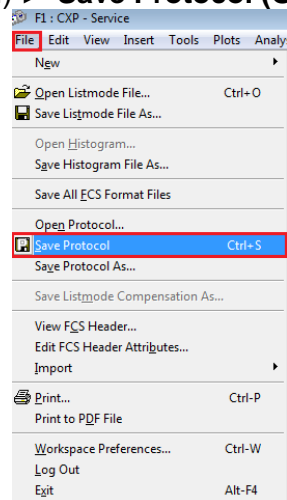 ) > Save Protocol (C
F1 : CXP - Service
File Edit View Insert Tools Plots Analy
New
Open Listmode File... Ctrl+O
Save Listmode File As...
Open Histogram...
Save Histogram File As...
Save All FCS Format Files
Open Protocol...
Save Protocol Ctrl+S
Save Protocol As...
Save Listmode Compensation As...
View FCS Header...
Edit FCS Header Attributes...
Import
Print... Ctrl-P
Print to PDF File
Workspace Preferences... Ctrl-W
Log Out
Exit Alt-F4